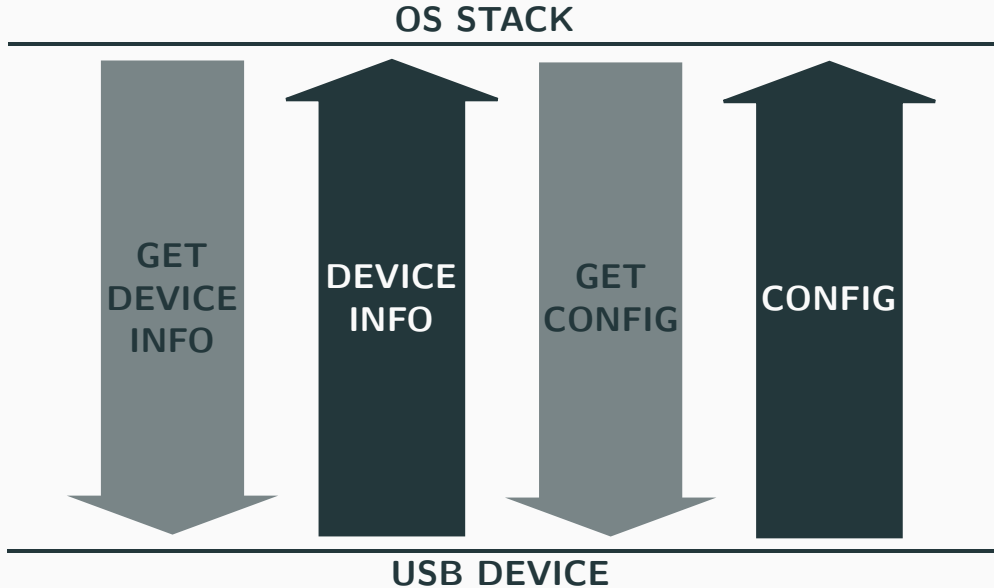 OS STACK
GET
DEVICE
INFO
DEVICE
INFO
GET
CONFIG
CONFIG
USB DEVICE